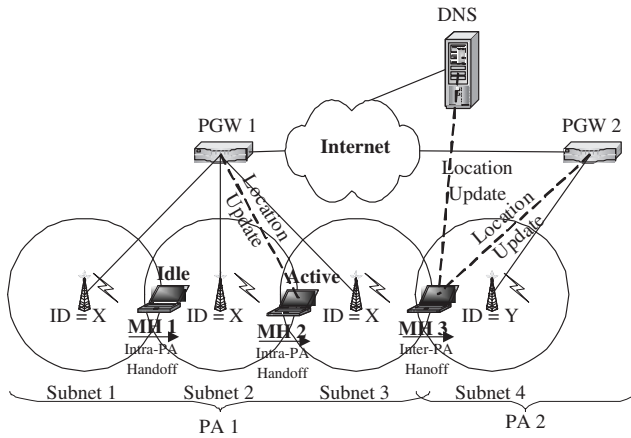 DNS
PGW 1
PGW 2
Internet
Location
Update
Location
Update
Location
Update
Idle
Active
ID = X
ID = X
ID = X
ID = Y
MH 1
MH 2
MH 3
Intra-PA
Handoff
Intra-PA
Handoff
Inter-PA
Hanoff
Subnet 1
Subnet 2
Subnet 3
Subnet 4
PA 1
PA 2